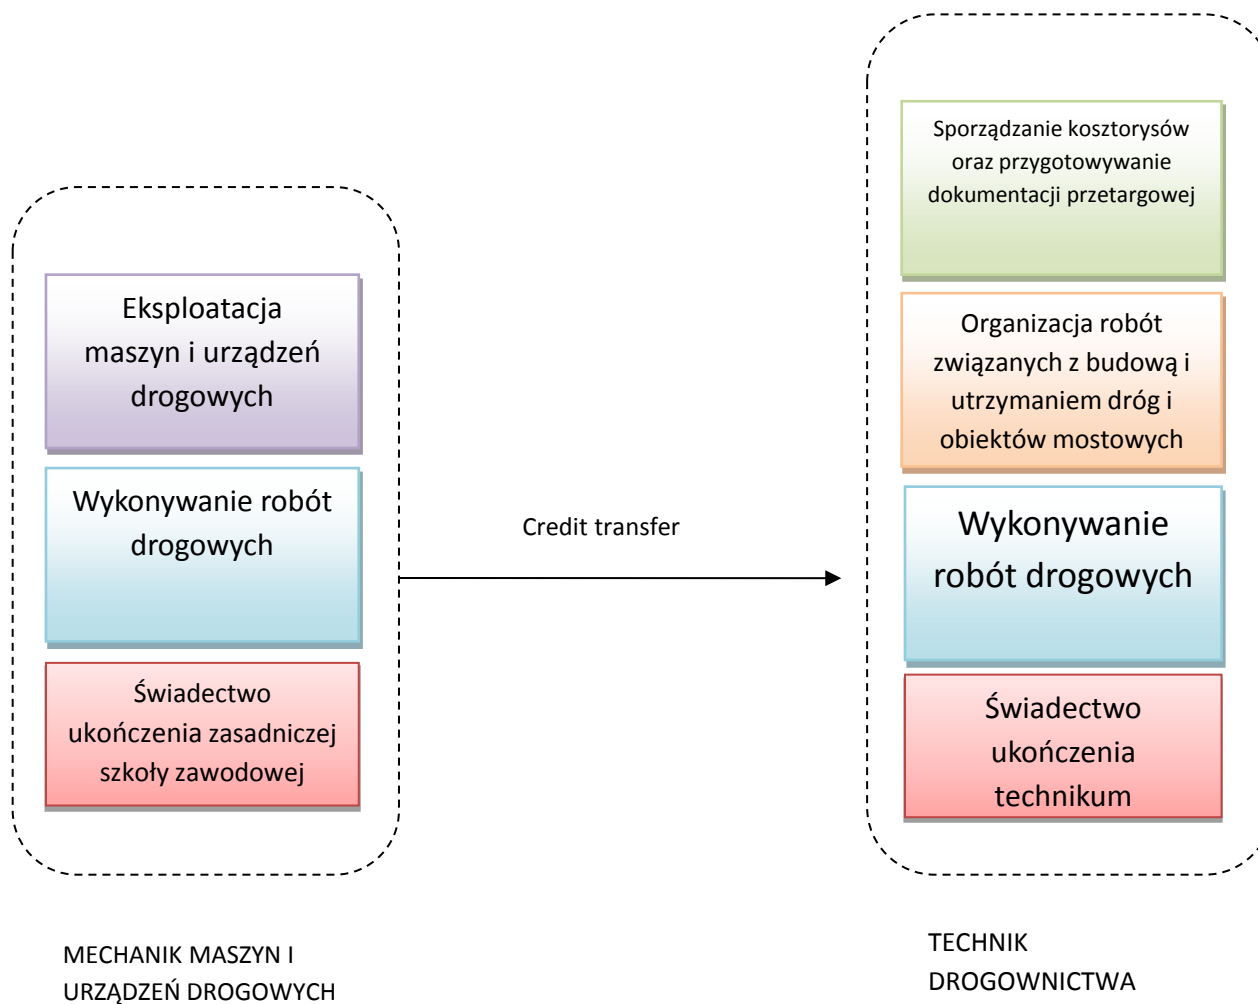 Eksploatacja
maszyn i urządzeń
drogowych
Wykonywanie robót
drogowych
Świadectwo
ukończenia zasadniczej
szkoły zawodowej
MECHANIK MASZYN I
URZĄDZEŃ DROGOWYCH
Credit transfer
Sporządzanie kosztorysów
oraz przygotowywanie
dokumentacji przetargowej
Organizacja robót
związanych z budową i
utrzymaniem dróg i
obiektów mostowych
Wykonywanie
robót drogowych
Świadectwo
ukończenia
technikum
TECHNIK
DROGOWNICTWA